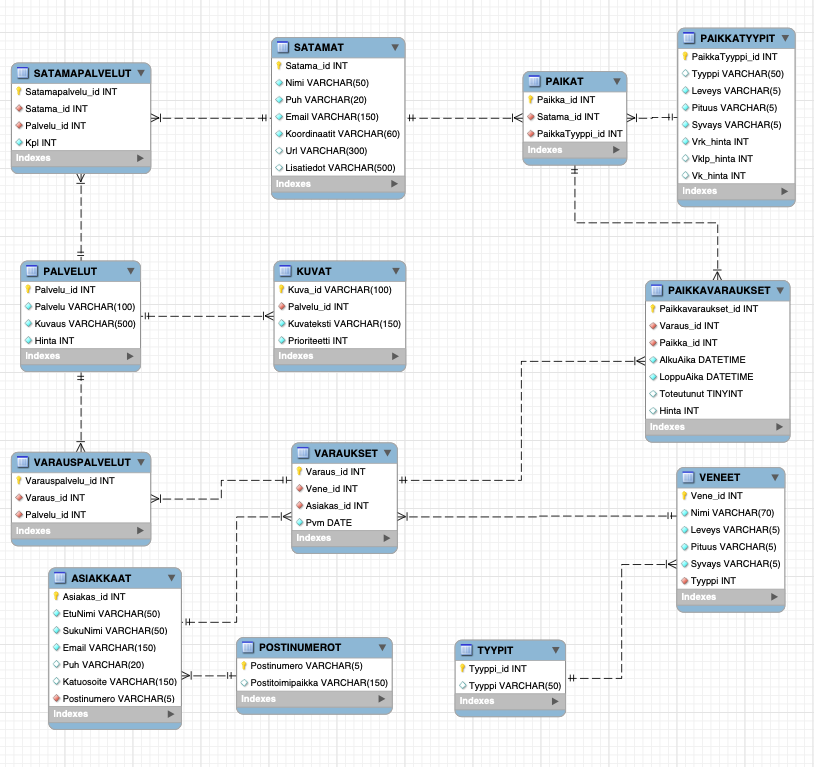 SATAMAPALVELUT
Satamapalvelu_id INT
Satama_id INT
Palvelu_id INT
Kpl INT
Indexes
SATAMAT
Satama_id INT
Nimi VARCHAR(50)
Puh VARCHAR(20)
Email VARCHAR(150)
Koordinaatit VARCHAR(60)
Url VARCHAR(300)
Lisatiedot VARCHAR(500)
Indexes
PAIKAT
Paikka_id INT
Satama_id INT
PaikkaTyyppi_id INT
Indexes
PAIKKATYYPIT
PaikkaTyyppi_id INT
Tyyppi VARCHAR(50)
Leveys VARCHAR(5)
Pituus VARCHAR(5)
Syvays VARCHAR(5)
Vrk_hinta INT
Vklp_hinta INT
Vk_hinta INT
Indexes
PALVELUT
Palvelu_id INT
Palvelu VARCHAR(100)
Kuvaus VARCHAR(500)
Hinta INT
Indexes
KUVAT
Kuva_id VARCHAR(100)
Palvelu_id INT
Kuvateksti VARCHAR(150)
Prioriteetti INT
Indexes
PAIKKAVARAUKSET
Paikkavaraukset_id INT
Varaus_id INT
Paikka_id INT
AlkuAika DATETIME
LoppuAika DATETIME
Toteutunut TINYINT
Hinta INT
Indexes
VARAUSPALVELUT
Varauspalvelu_id INT
Varaus_id INT
Palvelu_id INT
Indexes
VARAUKSET
Varaus_id INT
Vene_id INT
Asiakas_id INT
Pvm DATE
Indexes
VENEET
Vene_id INT
Nimi VARCHAR(70)
Leveys VARCHAR(5)
Pituus VARCHAR(5)
Syvays VARCHAR(5)
Tyyppi INT
Indexes
ASIAKKAAT
Asiakas_id INT
EtuNimi VARCHAR(50)
SukuNimi VARCHAR(50)
Email VARCHAR(150)
Puh VARCHAR(20)
Katuosoite VARCHAR(150)
Postinumero VARCHAR(5)
Indexes
POSTINUMEROT
Postinumero VARCHAR(5)
Postitoimipaikka VARCHAR(150)
Indexes
TYYPIT
Tyyppi_id INT
Tyyppi VARCHAR(50)
Indexes